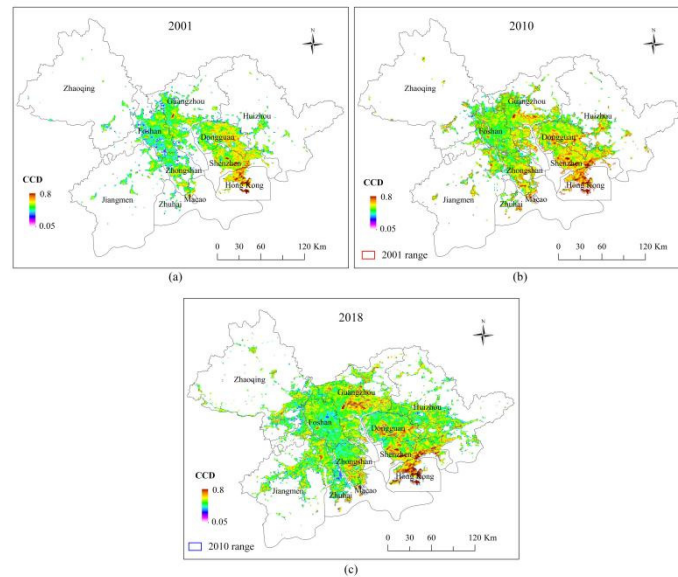 2001
N
Zhaoqing
Guangzhou
Huizhou
Foshan
Dongguan
Shenzhen
Zhongshan
Hong Kong
Jiangmen
Macao
Zhuhai
CCD
0.8
0.05
0 30 60 120 Km
(a)
2010
N
Zhaoqing
Guangzhou
Huizhou
Foshan
Dongguan
Shenzhen
Zhongshan
Hong Kong
Jiangmen
Macao
Zhuhai
CCD
0.8
0.05
2001 range
0 30 60 120 Km
(b)
2018
N
Zhaoqing
Guangzhou
Huizhou
Foshan
Dongguan
Shenzhen
Zhongshan
Hong Kong
Jiangmen
Macao
Zhuhai
CCD
0.8
0.05
2010 range
0 30 60 120 Km
(c)